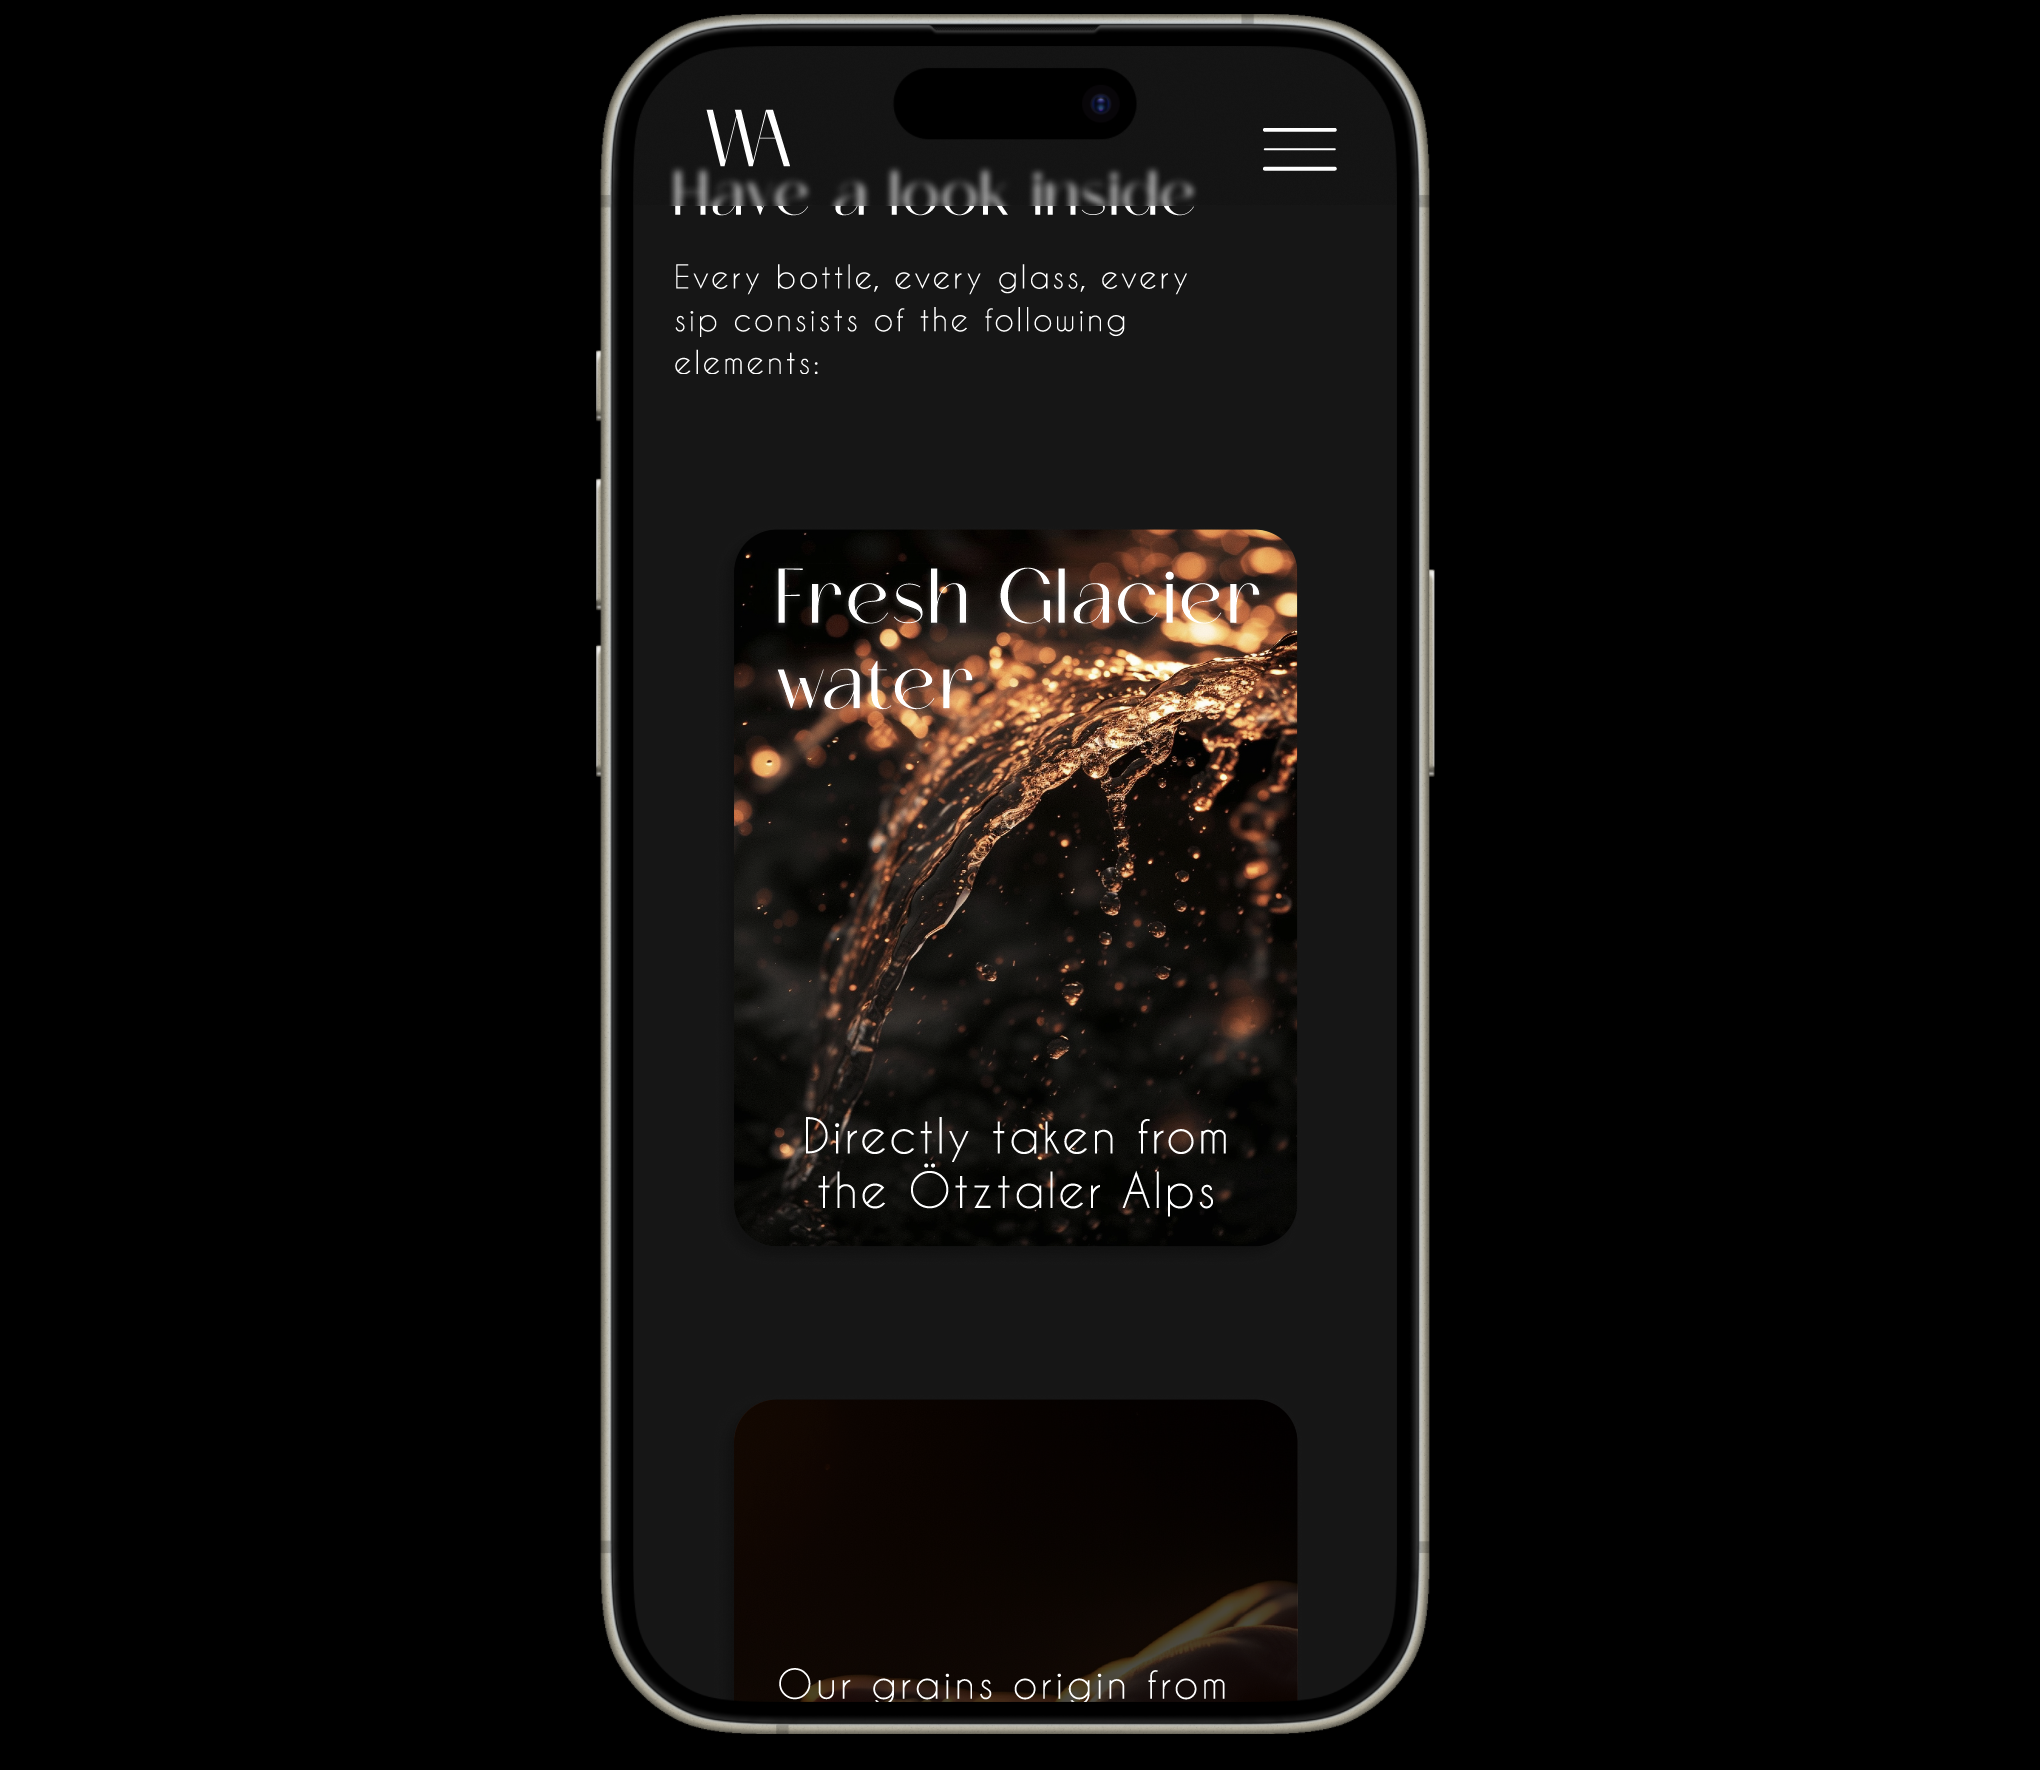 WA
Have a look inside
Every bottle, every glass, every
sip consists of the following
elements:
Fresh Glacier
water
Directly taken from
the Ötztaler Alps
Our grains origin from